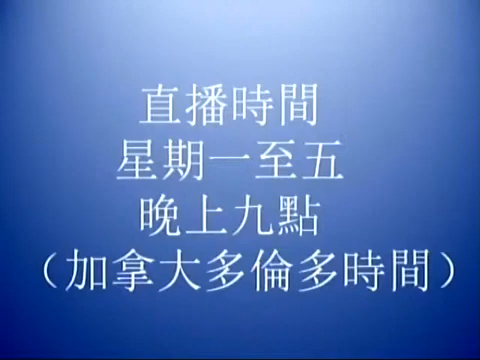 直播時間
星期一至五
晚上九點
（加拿大多倫多時間）